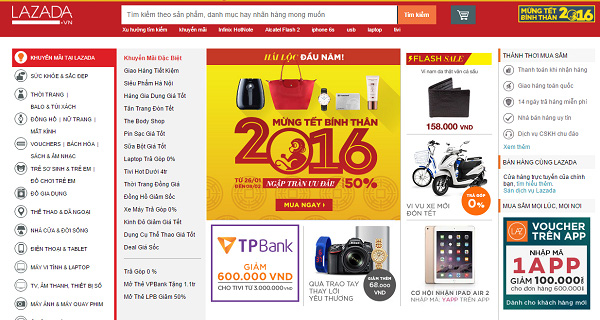 LAZADA
.VN
Tìm kiếm theo sản phẩm, danh mục hay nhãn hàng mong muốn
Tìm kiếm
Xu hướng tìm kiếm khuyến mãi Infinix HotNote Alcatel Flash 2 iphone 6s usb laptop tivi
MỪNG TẾT
BÍNH THÂN
2016
KHUYẾN MÃI TẠI LAZADA
SỨC KHỎE & SẮC ĐẸP
THỜI TRANG |
BALO & TÚI XÁCH
ĐỒNG HỒ | NỮ TRANG |
MẮT KÍNH
VOUCHERS | BÁCH HÓA |
SÁCH & ÂM NHẠC
TRẺ SƠ SINH & TRẺ EM |
ĐỒ CHƠI TRẺ EM
ĐỒ GIA DỤNG
THỂ THAO & DÃ NGOẠI
NHÀ CỬA & ĐỜI SỐNG
ĐIỆN THOẠI & TABLET
MÁY VI TÍNH & LAPTOP
TV, ÂM THANH, THIẾT BỊ SỐ
MÁY ẢNH & MÁY QUAY PHIM
Khuyến Mãi Đặc Biệt
Giao Hàng Tiết Kiệm
Siêu Phẩm Hà Nội
Hàng Gia Dụng Giá Tốt
Tân Trang Đón Tết
The Body Shop
Pin Sạc Giá Tốt
Sữa Bột Giá Tốt
Laptop Trả Góp 0%
Tivi Hot Dưới 4tr
Thời Trang Đồng Giá
Đồng Hồ Giảm Sốc
Xe Máy Trả Góp 0%
Kinh Đô Giảm Giá Tốt
Dụng Cụ Thể Thao Giá Tốt
Deal Giá Sốc
Trả Góp 0 %
Mở Thẻ VPBank Tặng 1.1tr
Mở Thẻ LPB Giảm 50%
HÁI LỘC ĐẦU NĂM!
MỪNG TẾT BÍNH THÂN
2016
TỪ 26/01
ĐẾN 09/02
NGẬP TRÀN ƯU ĐÃI
50%
MUA NGAY
TPBank
GIẢM
600.000 VND
CHO TIVI TỪ 3.000.000VND
QUÀ TRAO TAY
THAY LỜI
YÊU THƯƠNG
GIẢM THÊM
68.000
VND
FLASH SALE
Ví nam da thật vân cá sấu
158.000 VND
VI VU XE MỚI
ĐÓN TẾT
TRẢ GÓP
0%
CƠ HỘI NHẬN IPAD AIR 2
NHẬP MÃ: YAPP TRÊN APP
THÀNH THƠI MUA SẮM
Thanh toán khi nhận hàng
Giao hàng toàn quốc
14 ngày trả hàng miễn phí
Nhà bán hàng uy tín
Dịch vụ CSKH chu đáo
Xem thêm
BÁN HÀNG CÙNG LAZADA
Cửa hàng trực tuyến của
bạn, tìm hiểu thêm.
Sàn dịch vụ Lazada
MUA SẮM MỌI LÚC, MỌI NƠI
VOUCHER
TRÊN APP
NHẬP MÃ
1APP
GIẢM 100.000VND
cho đơn hàng 600.000VND
Dành cho khách hàng mới